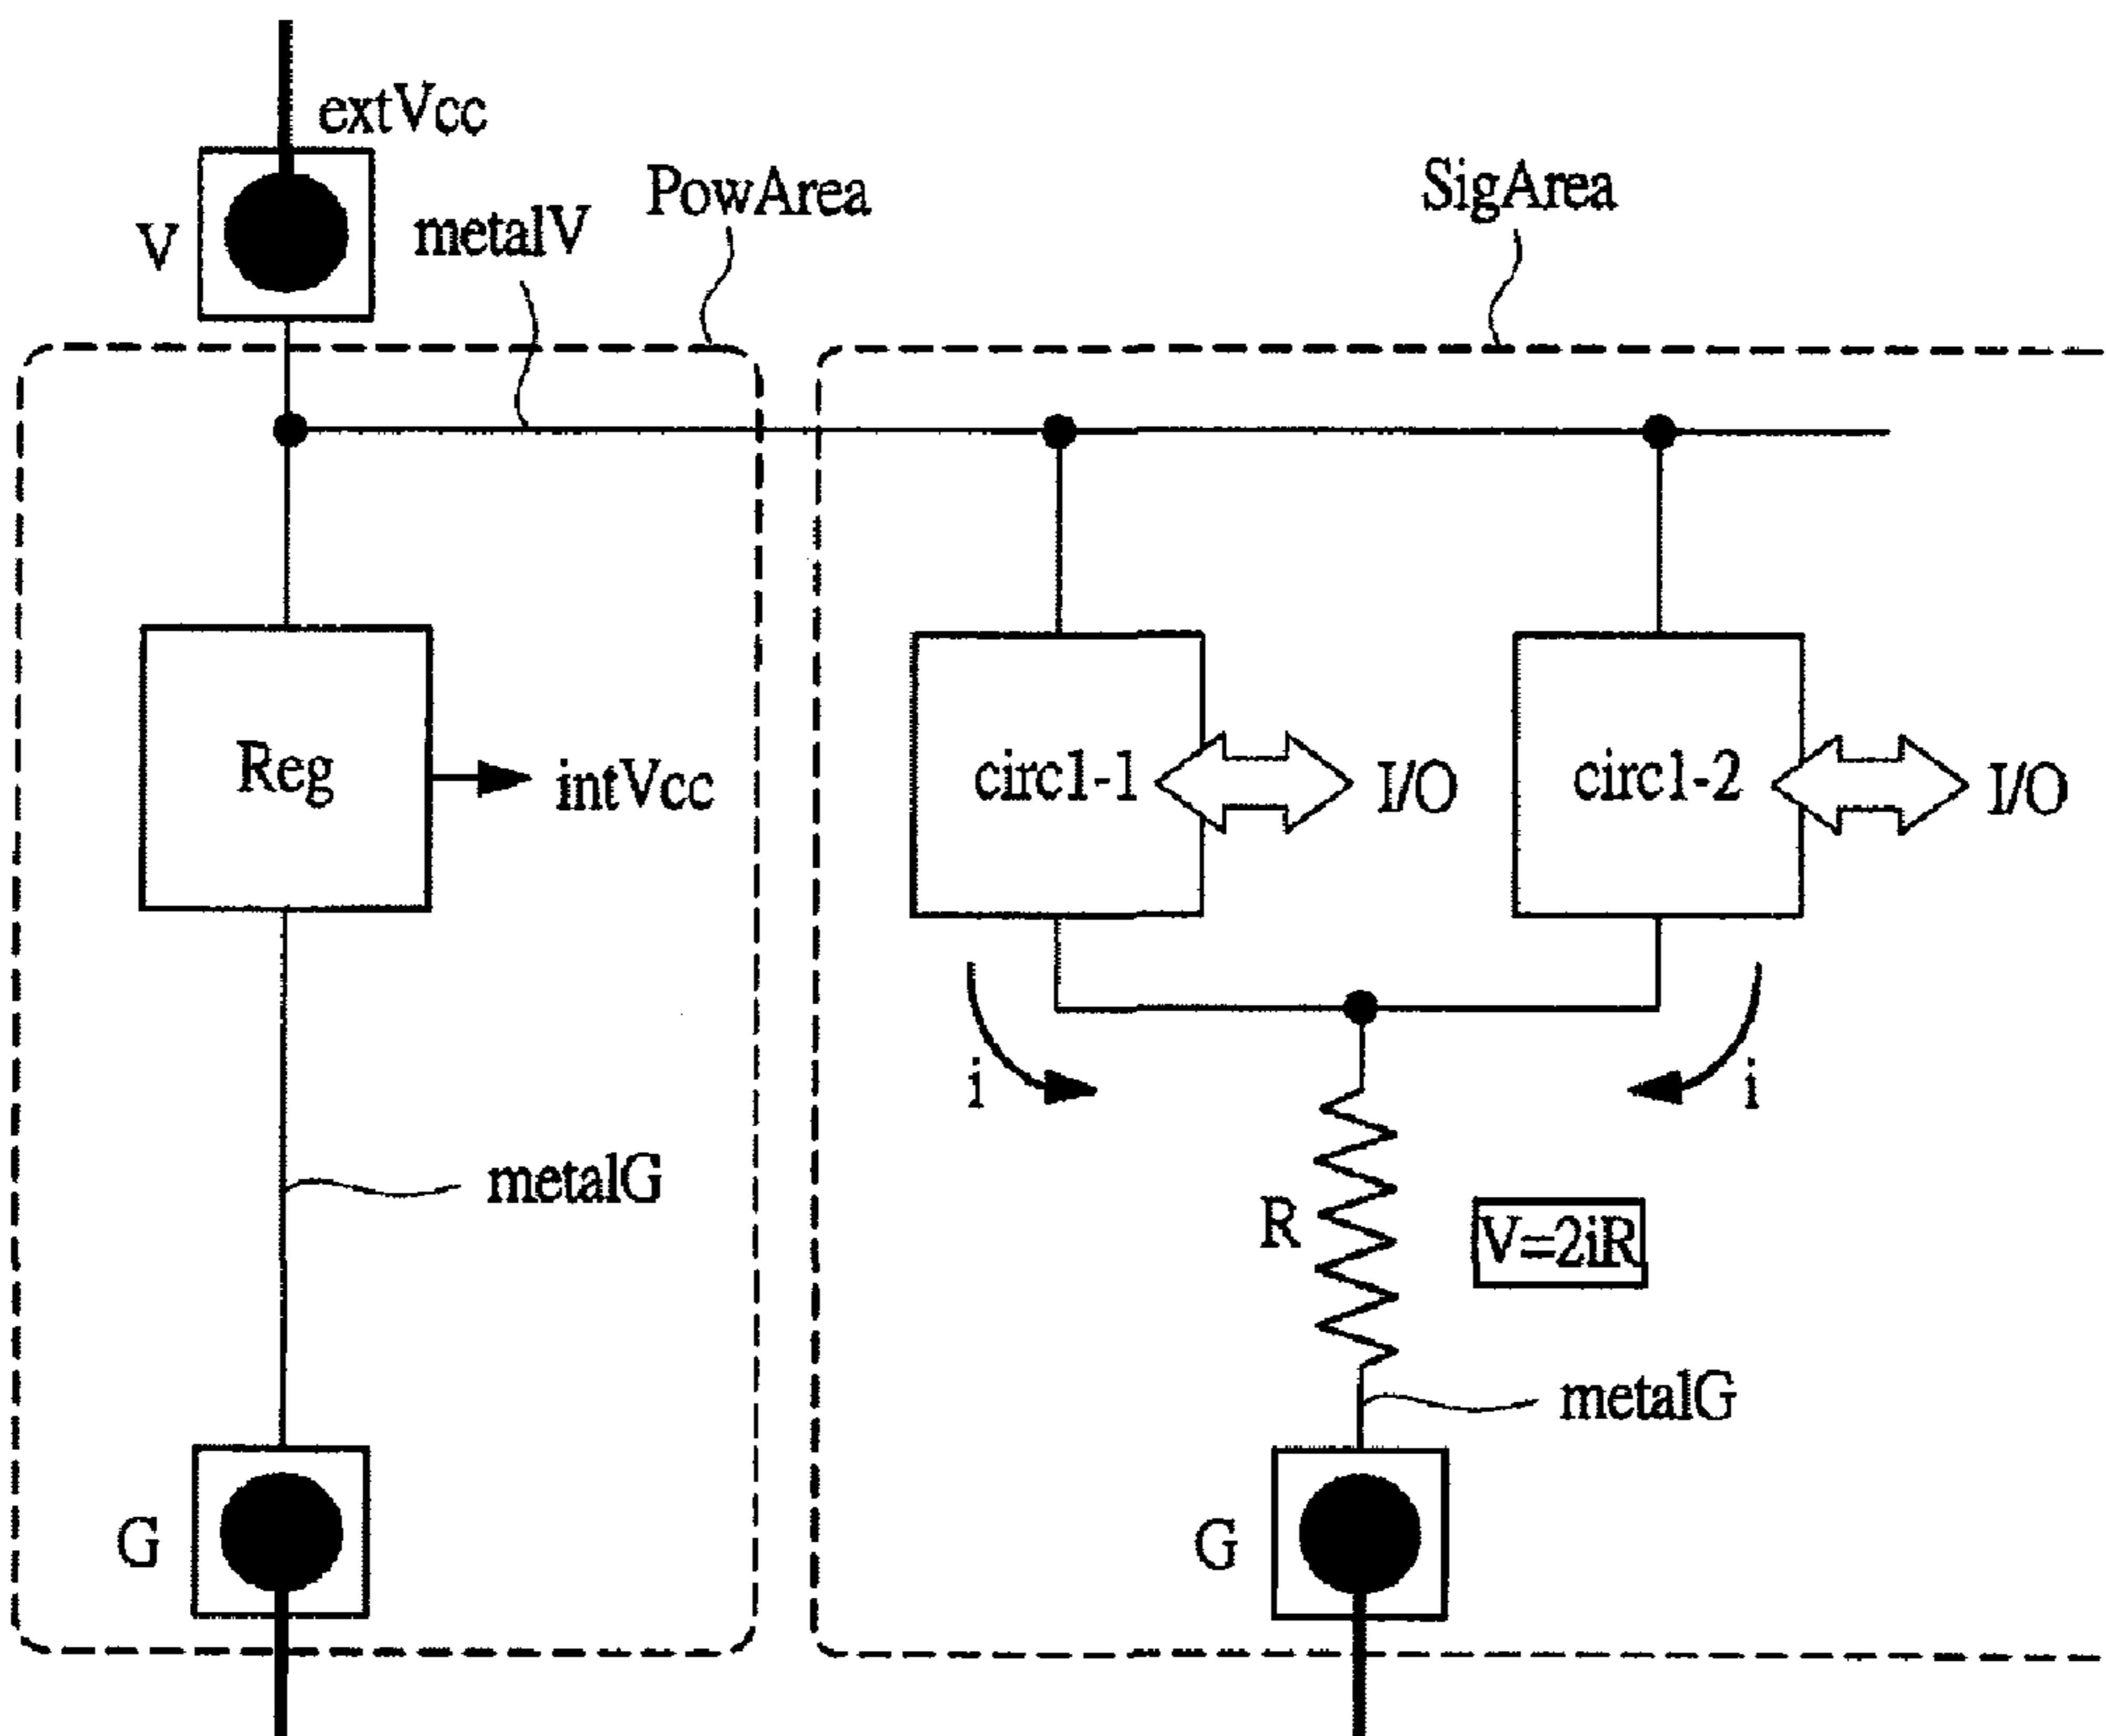 extVcc
PowArea
SigArea
V
metalV
Reg
intVcc
circ1-1
I/O
circ1-2
I/O
i
i
metalG
R
V=2iR
metalG
G
G